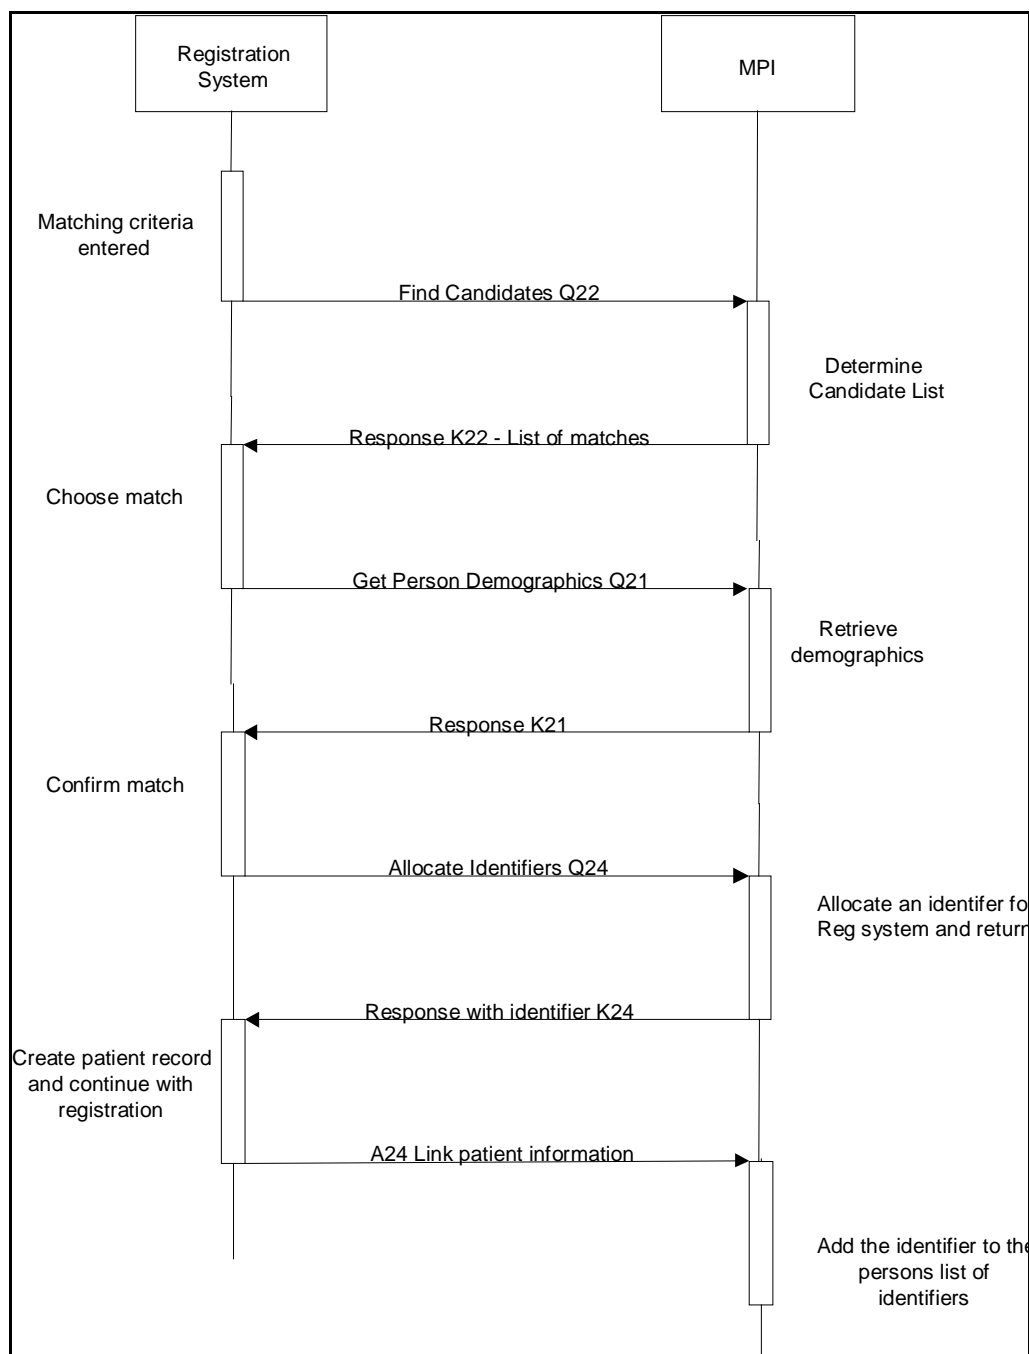 Registration
System
MPI
Matching criteria
entered
Find Candidates Q22
Determine
Candidate List
Response K22 - List of matches
Choose match
Get Person Demographics Q21
Retrieve
demographics
Response K21
Confirm match
Allocate Identifiers Q24
Allocate an identifer fo
Reg system and return
Response with identifier K24
Create patient record
and continue with
registration
A24 Link patient information
Add the identifier to the
persons list of
identifiers